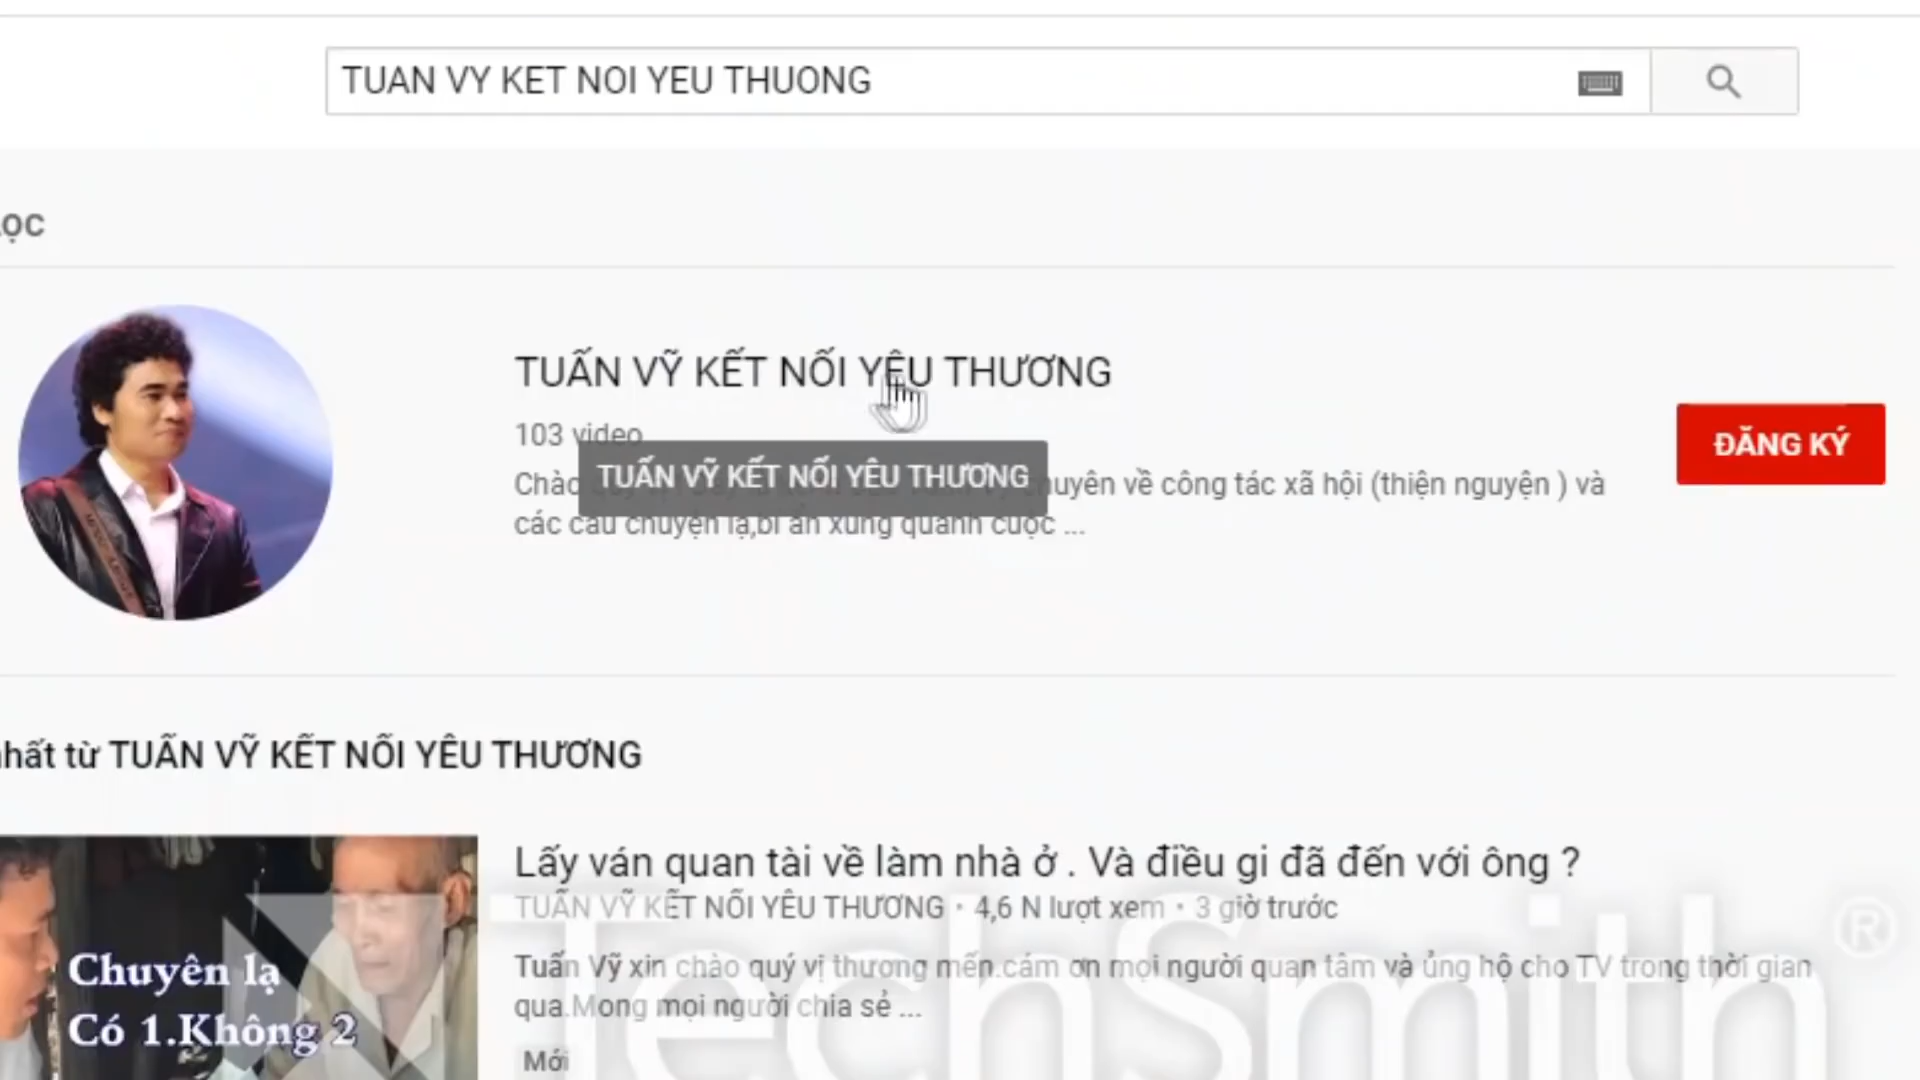 TUAN VY KET NOI YEU THUONG
ọc
TUẤN VỸ KẾT NỐI YÊU THƯƠNG
103 video
TUẤN VỸ KẾT NỐI YÊU THƯƠNG
ĐĂNG KÝ
Chào chuyên về công tác xã hội (thiện nguyện ) và
các câu chuyện lạ,bí ẩn xung quanh cuộc ...
nhất từ TUẤN VỸ KẾT NỐI YÊU THƯƠNG
Lấy ván quan tài về làm nhà ở . Và điều gi đã đến với ông ?
TUẤN VỸ KẾT NỐI YÊU THƯƠNG • 4,6 N lượt xem • 3 giờ trước
Tuấn Vỹ xin chào quý vị thương mến.cám ơn mọi người quan tâm và ủng hộ cho TV trong thời gian
qua.Mong mọi người chia sẻ ...
Mới
Chuyên lạ
Có 1.Không 2
TechSmith®